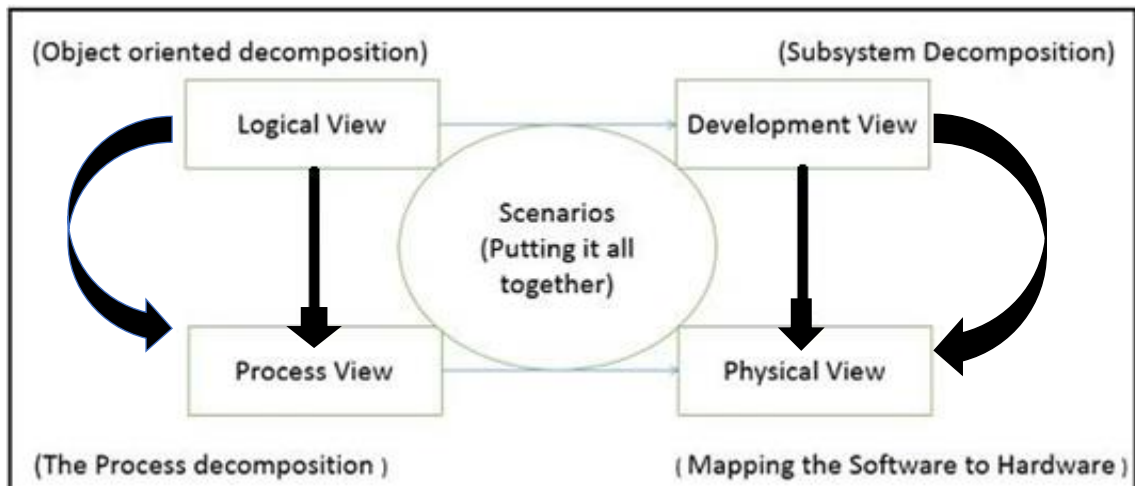 (Object oriented decomposition)
(Subsystem Decomposition)
Logical View
Development View
Scenarios
(Putting it all
together)
Process View
Physical View
(The Process decomposition )
( Mapping the Software to Hardware )